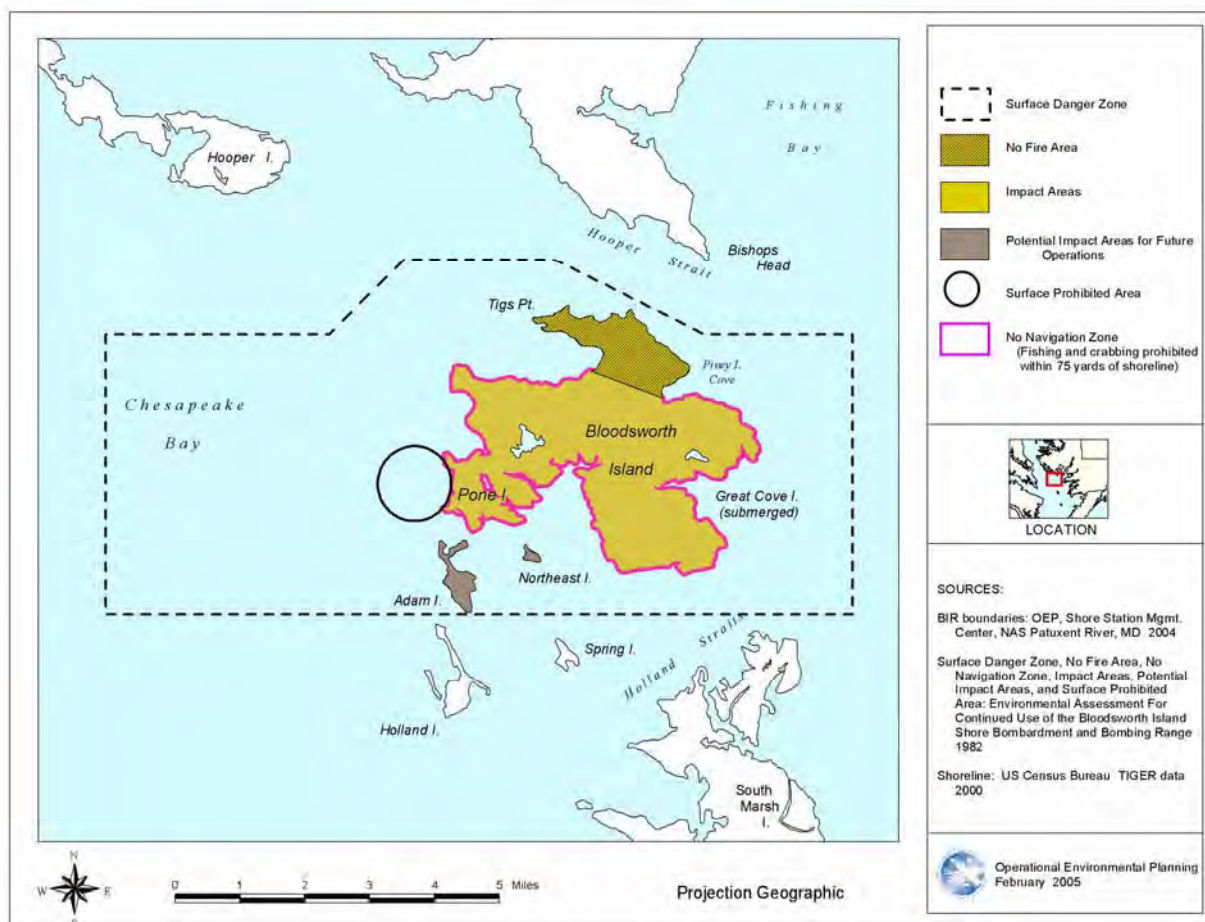 Fishing
Bay
Hooper I.
Hooper
Strait
Bishops
Head
Tigs Pt.
Piney I.
Cove
Chesapeake
Bay
Bloodsworth
Island
Pone I.
Great Cove I.
(submerged)
Northeast I.
Adam I.
Holland Straits
Spring I.
Holland I.
South
Marsh
I.
N
W E
S
0 1 2 3 4 5 Miles
Projection Geographic
Surface Danger Zone
No Fire Area
Impact Areas
Potential Impact Areas for Future
Operations
Surface Prohibited Area
No Navigation Zone
(Fishing and crabbing prohibited
within 75 yards of shoreline)
LOCATION
SOURCES:
BIR boundaries: OEP, Shore Station Mgmt.
Center, NAS Patuxent River, MD 2004
Surface Danger Zone, No Fire Area, No
Navigation Zone, Impact Areas, Potential
Impact Areas, and Surface Prohibited
Area: Environmental Assessment For
Continued Use of the Bloodsworth Island
Shore Bombardment and Bombing Range
1982
Shoreline: US Census Bureau TIGER data
2000
Operational Environmental Planning
February 2005